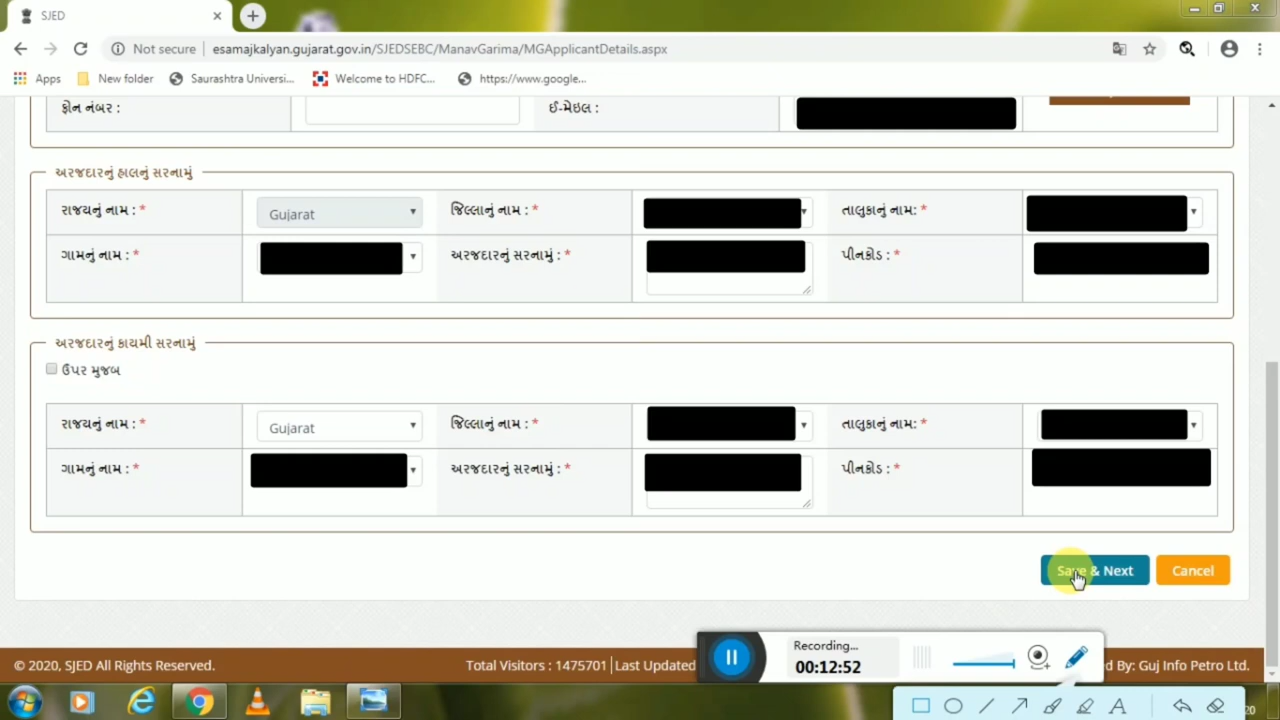 SJED
Not secure esamajkalyan.gujarat.gov.in/SJEDSEBC/ManavGarima/MGApplicantDetails.aspx
Apps New folder Saurashtra Universi... Welcome to HDFC... https://www.google...
ફોન નંબર : ઈ-મેઇલ :
અરજદારનું હાલનું સરનામું
રાજ્યનું નામ : * Gujarat જિલ્લાનું નામ : * તાલુકાનું નામ: *
ગામનું નામ : * અરજદારનું સરનામું : * પીનકોડ : *
અરજદારનું કાયમી સરનામું
ઉપર મુજબ
રાજ્યનું નામ : * Gujarat જિલ્લાનું નામ : * તાલુકાનું નામ: *
ગામનું નામ : * અરજદારનું સરનામું : * પીનકોડ : *
Save & Next Cancel
Recording...
© 2020, SJED All Rights Reserved. Total Visitors : 1475701 Last Updated 00:12:52 ed By: Guj Info Petro Ltd.
A 20